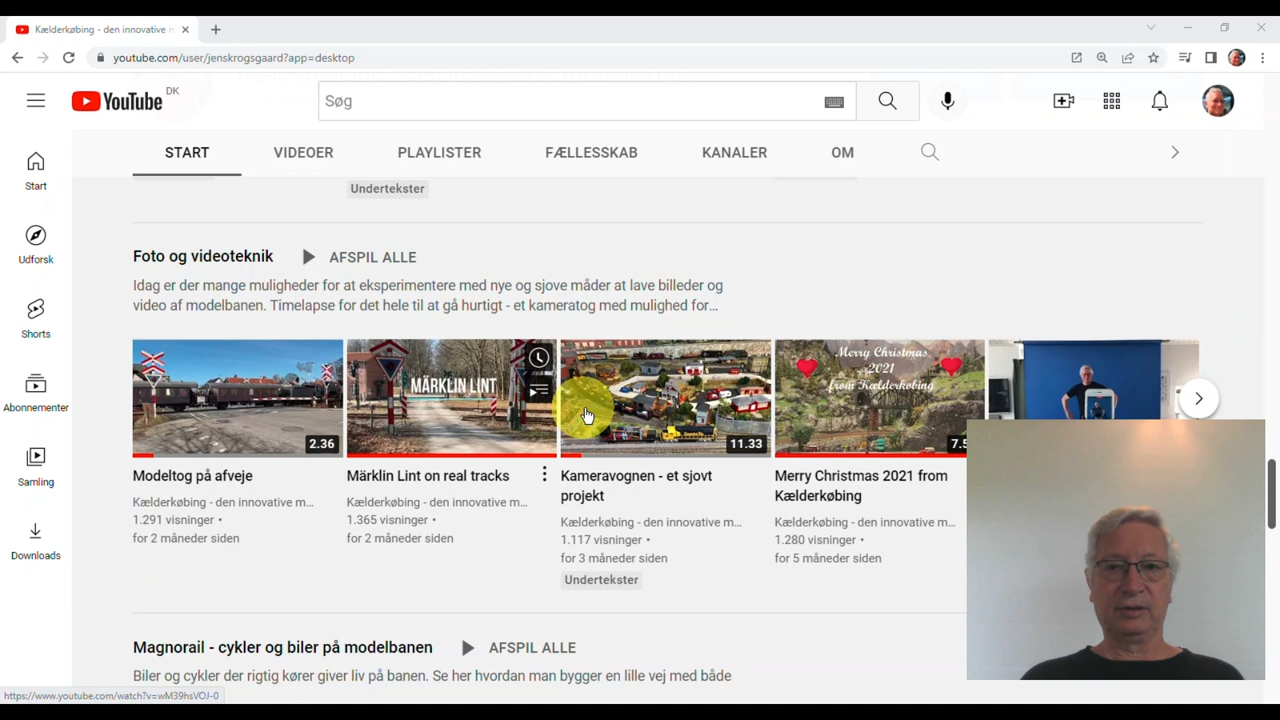 Kælderkøbing - den innovative m
youtube.com/user/jenskrogsgaard?app=desktop
YouTube DK
Søg
START VIDEOER PLAYLISTER FÆLLESSKAB KANALER OM
Start
Udforsk
Shorts
Abonnementer
Samling
Downloads
Undertekster
Foto og videoteknik AFSPIL ALLE
Idag er der mange muligheder for at eksperimentere med nye og sjove måder at lave billeder og
video af modelbanen. Timelapse for det hele til at gå hurtigt - et kameratog med mulighed for...
MÄRKLIN LINT
Merry Christmas
2021
from Kælderkøbing
2.36
11.33
7.5
Modeltog på afveje
Kælderkøbing - den innovative m...
1.291 visninger •
for 2 måneder siden
Märklin Lint on real tracks
Kælderkøbing - den innovative m...
1.365 visninger •
for 2 måneder siden
Kameravognen - et sjovt
projekt
Kælderkøbing - den innovative m...
1.117 visninger •
for 3 måneder siden
Undertekster
Merry Christmas 2021 from
Kælderkøbing
Kælderkøbing - den innovative m...
1.280 visninger •
for 5 måneder siden
Magnorail - cykler og biler på modelbanen AFSPIL ALLE
Biler og cykler der rigtig kører giver liv på banen. Se her hvordan man bygger en lille vej med både
https://www.youtube.com/watch?v=wM39hsVOJ-0